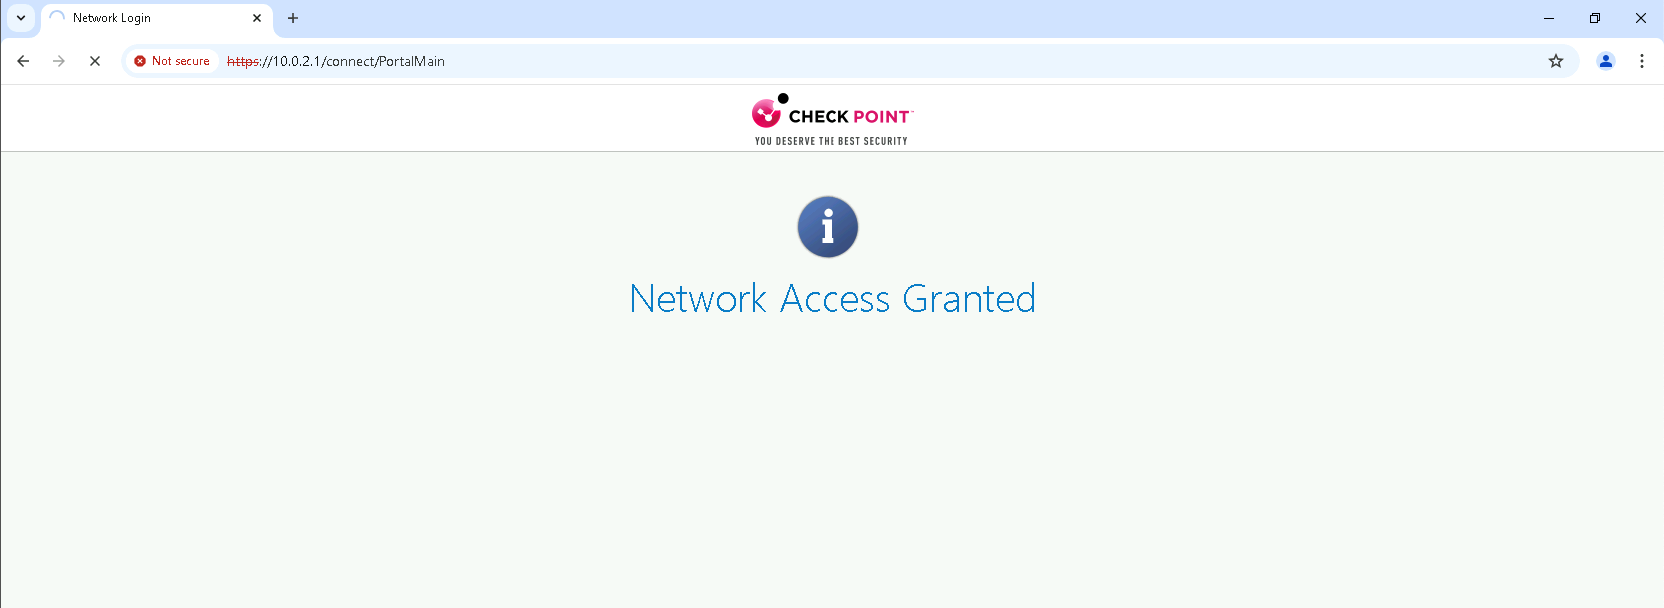 Network Login
Not secure
https://10.0.2.1/connect/PortalMain
CHECK POINT™
YOU DESERVE THE BEST SECURITY
i
Network Access Granted